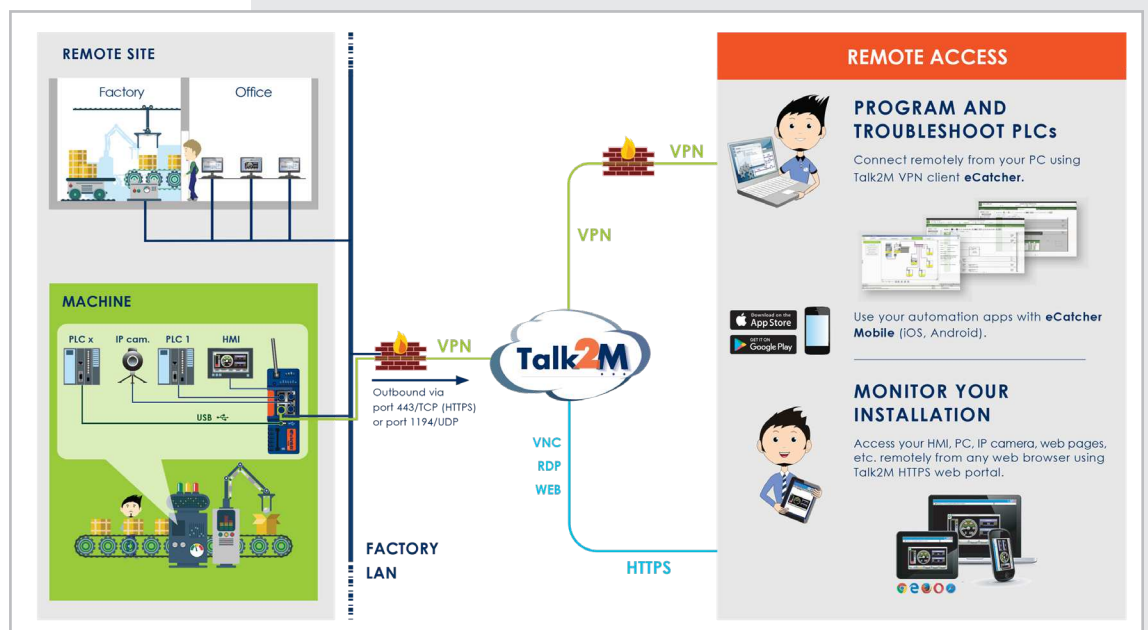 REMOTE SITE
Factory
Office
MACHINE
PLC x
IP cam.
PLC 1
HMI
USB
FACTORY
LAN
VPN
Outbound via
port 443/TCP (HTTPS)
or port 1194/UDP
Talk2M
VPN
VPN
VNC
RDP
WEB
HTTPS
REMOTE ACCESS
PROGRAM AND
TROUBLESHOOT PLCs
Connect remotely from your PC using
Talk2M VPN client eCatcher.
Download on the
App Store
GET IT ON
Google Play
Use your automation apps with eCatcher
Mobile (iOS, Android).
MONITOR YOUR
INSTALLATION
Access your HMI, PC, IP camera, web pages,
etc. remotely from any web browser using
Talk2M HTTPS web portal.